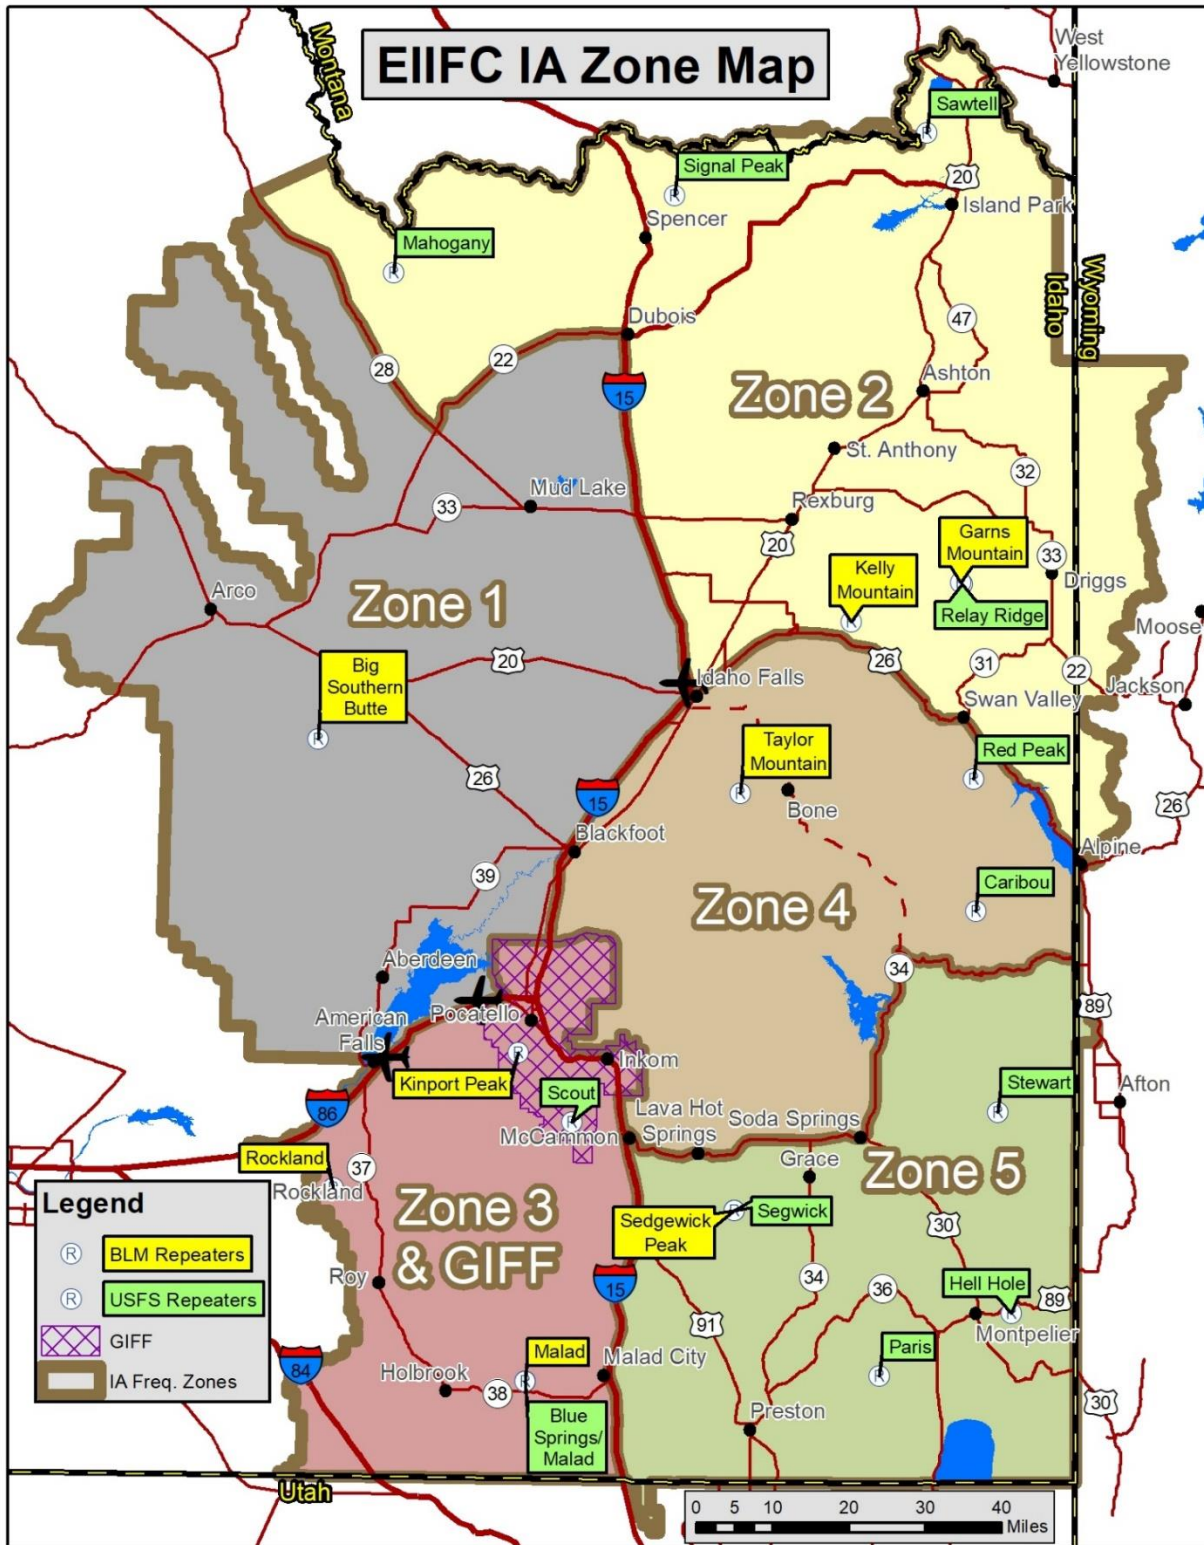 EIIFC IA Zone Map
Montana
West
Yellowstone
Sawtell
Signal Peak
20
Island Park
Spencer
Mahogany
Idaho
Wyoming
Dubois
47
22
28
15
Zone 2
Ashton
St. Anthony
32
Mud Lake
33
Rexburg
20
Garns
Mountain
33
Kelly
Mountain
Driggs
Relay Ridge
Arco
Zone 1
Moose
Big
Southern
Butte
20
26
31
22
Idaho Falls
Swan Valley
Jackson
Taylor
Mountain
Red Peak
26
15
Bone
26
Blackfoot
Alpine
39
Caribou
Zone 4
Aberdeen
34
American
Falls
Pocatello
89
Inkom
Kinport Peak
Scout
Stewart
Afton
86
Lava Hot
Springs
Soda Springs
McCammon
Rockland
37
Grace
Rockland
Zone 5
Zone 3
& GIFF
Sedgewick
Peak
Segwick
30
Legend
R BLM Repeaters
R USFS Repeaters
GIFF
IA Freq. Zones
Roy
15
34
36
Hell Hole
89
91
Montpelier
84
Malad
Malad City
Paris
Holbrook
38
30
Blue
Springs/
Malad
Preston
Utah
0 5 10 20 30 40
Miles